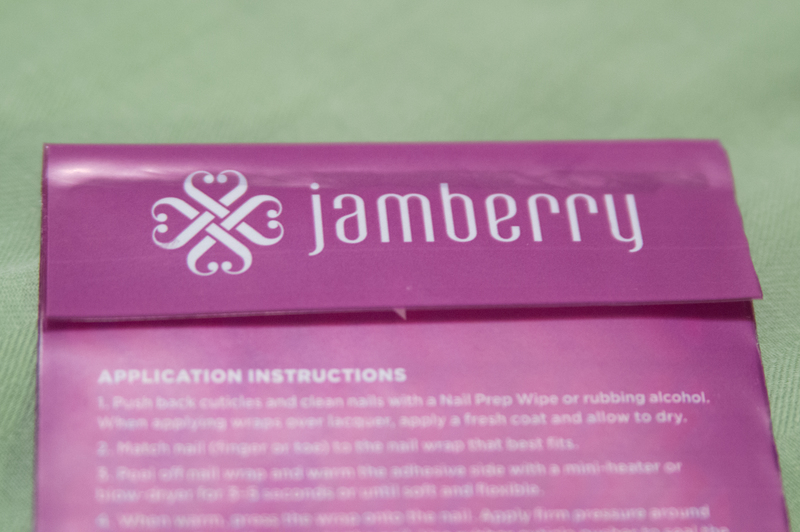 jamberry
APPLICATION INSTRUCTIONS
1. Push back cuticles and clean nails with a Nail Prep Wipe or rubbing alcohol.
When applying wraps over lacquer, apply a fresh coat and allow to dry.
2. Match nail (finger or toe) to the nail wrap that best fits.
3. Peel off nail wrap and warm the adhesive side with a mini-heater or
blow-dryer for seconds or until soft and flexible.
4. When warm, press the wrap onto the nail. Apply firm pressure around